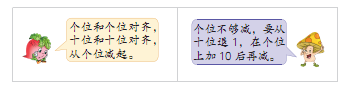 个位和个位对齐，
十位和十位对齐，
从个位减起。
个位不够减，要从
十位退 1，在个位
上加 10 后再减。